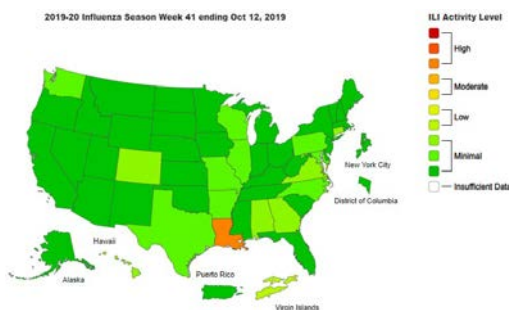 2019-20 Influenza Season Week 41 ending Oct 12, 2019
ILI Activity Level
High
Moderate
Low
Minimal
Insufficient Data
New York City
District of Columbia
Hawaii
Alaska
Puerto Rico
Virgin Islands